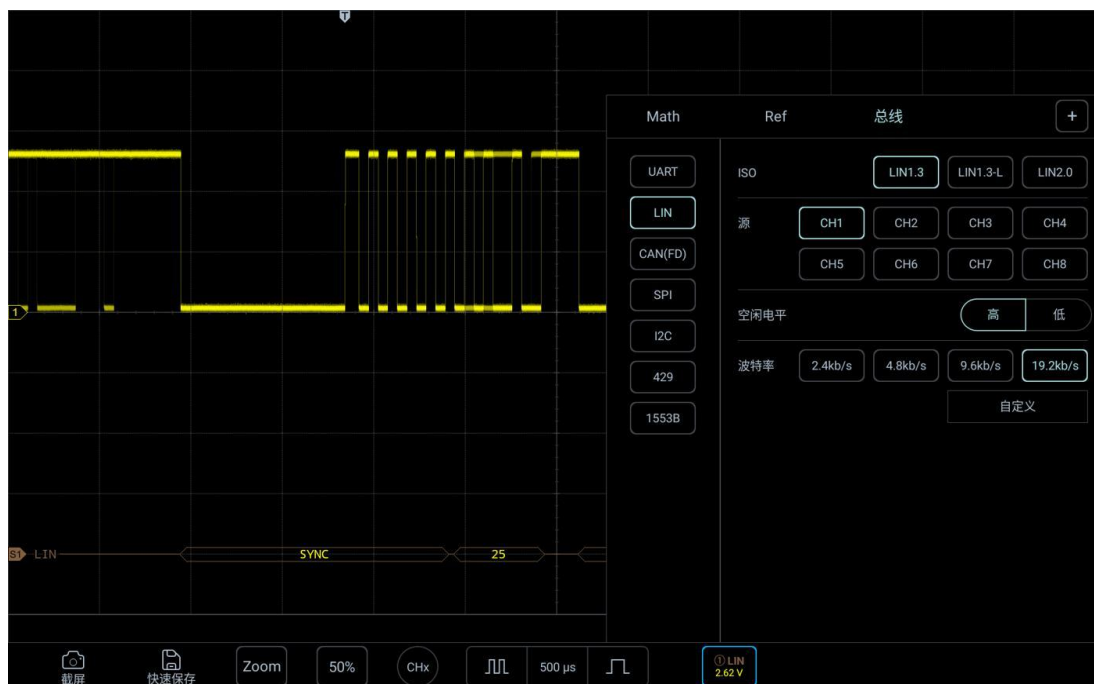 T
Math Ref 总线 +
UART
LIN
CAN(FD)
SPI
I2C
429
1553B
ISO LIN1.3 LIN1.3-L LIN2.0
源 CH1 CH2 CH3 CH4
CH5 CH6 CH7 CH8
空闲电平 高 低
波特率 2.4kb/s 4.8kb/s 9.6kb/s 19.2kb/s
自定义
1
S1 LIN SYNC 25
截屏 快速保存 Zoom 50% CHx 500 μs
① LIN
2.62 V